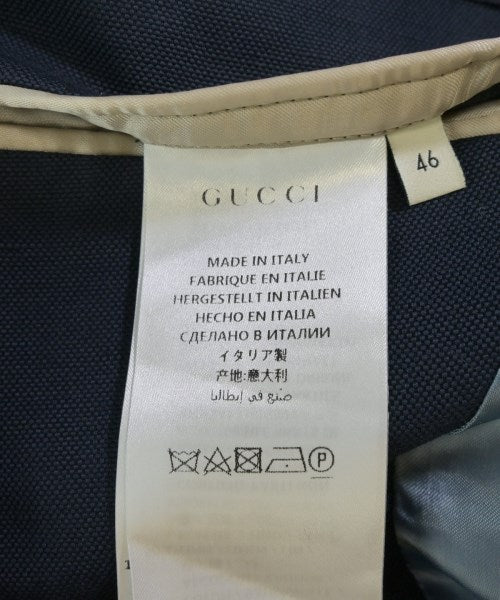 GUCCI
46
MADE IN ITALY
FABRIQUE EN ITALIE
HERGESTELLT IN ITALIEN
HECHO EN ITALIA
СДЕЛАНО В ИТАЛИИ
イタリア製
产地:意大利
صنع في إيطاليا
P